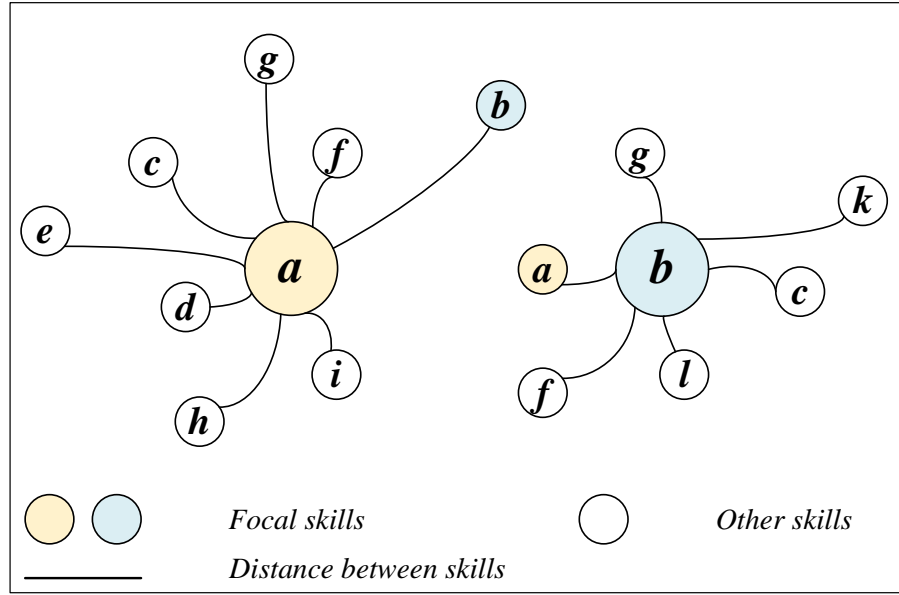 g
b
f
c
g
k
e
a
a
b
c
d
i
l
f
h
Focal skills
Other skills
Distance between skills